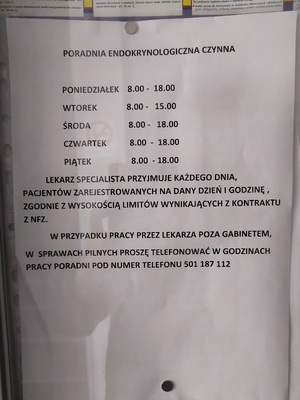 PORADNIA ENDOKRYNOLOGICZNA CZYNNA
PONIEDZIAŁEK 8.00 - 18.00
WTOREK 8.00 - 15.00
ŚRODA 8.00 - 18.00
CZWARTEK 8.00 - 18.00
PIĄTEK 8.00 - 18.00
LEKARZ SPECJALISTA PRZYJMUJE KAŻDEGO DNIA,
PACJENTÓW ZAREJESTROWANYCH NA DANY DZIEŃ I GODZINĘ ,
ZGODNIE Z WYSOKOŚCIĄ LIMITÓW WYNIKAJĄCYCH Z KONTRAKTU
Z NFZ.
W PRZYPADKU PRACY PRZEZ LEKARZA POZA GABINETEM,
W SPRAWACH PILNYCH PROSZĘ TELEFONOWAĆ W GODZINACH
PRACY PORADNI POD NUMER TELEFONU 501 187 112